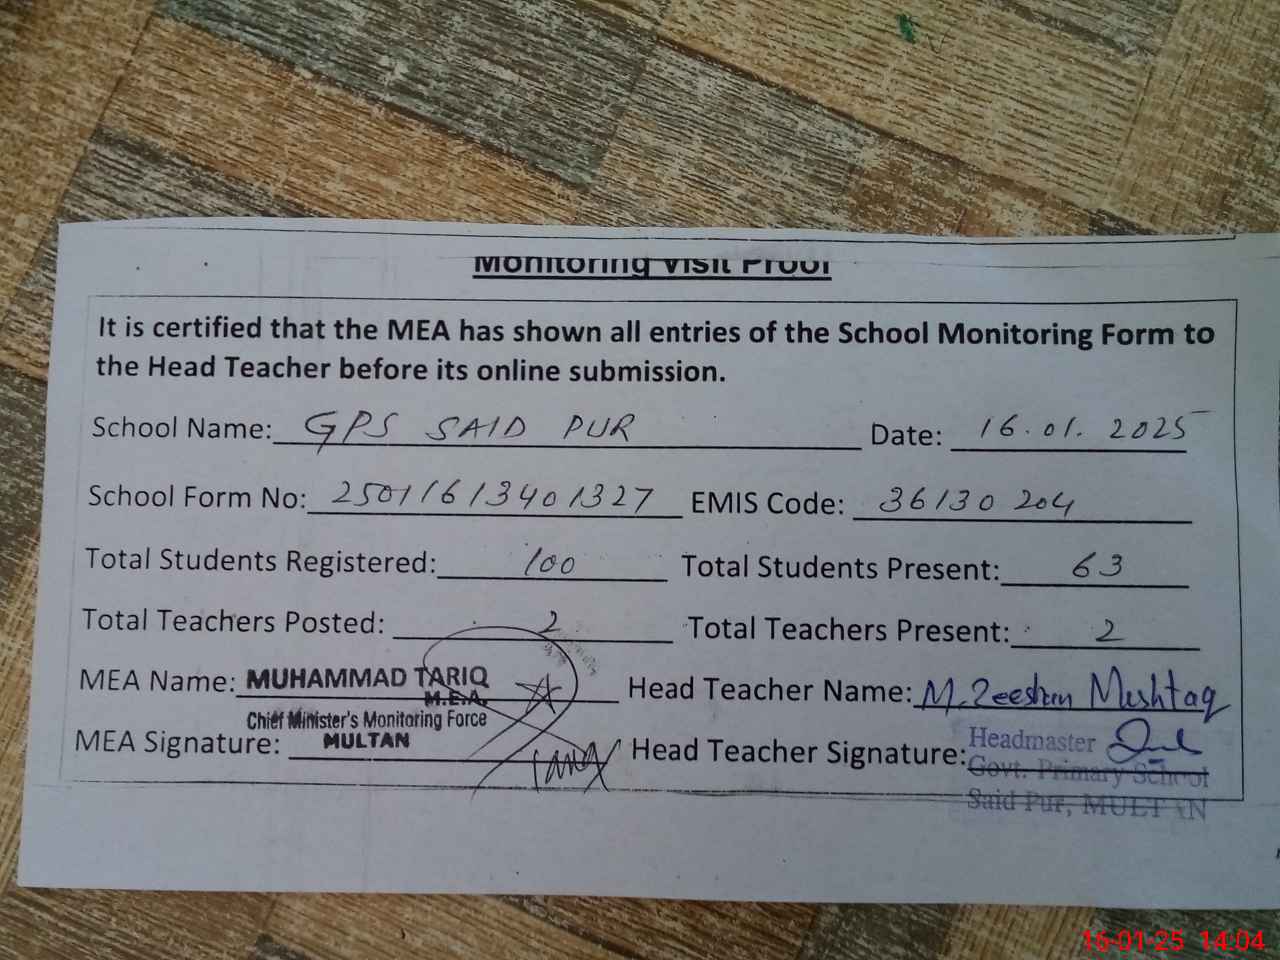 Monitoring Visit Proof
It is certified that the MEA has shown all entries of the School Monitoring Form to
the Head Teacher before its online submission.
School Name: GPS SAID PUR Date: 16.01.2025
School Form No: 2501161340 1327 EMIS Code: 36130 204
Total Students Registered: 100 Total Students Present: 63
Total Teachers Posted: 2 Total Teachers Present: 2
MEA Name: MUHAMMAD TARIQ Head Teacher Name: M. Zeeshan Mushtaq
M.E.A.
Chief Minister's Monitoring Force
MULTAN
MEA Signature: Head Teacher Signature:
Headmaster
Govt. Primary School
Said Pur, MULTAN
16-01-25 14:04